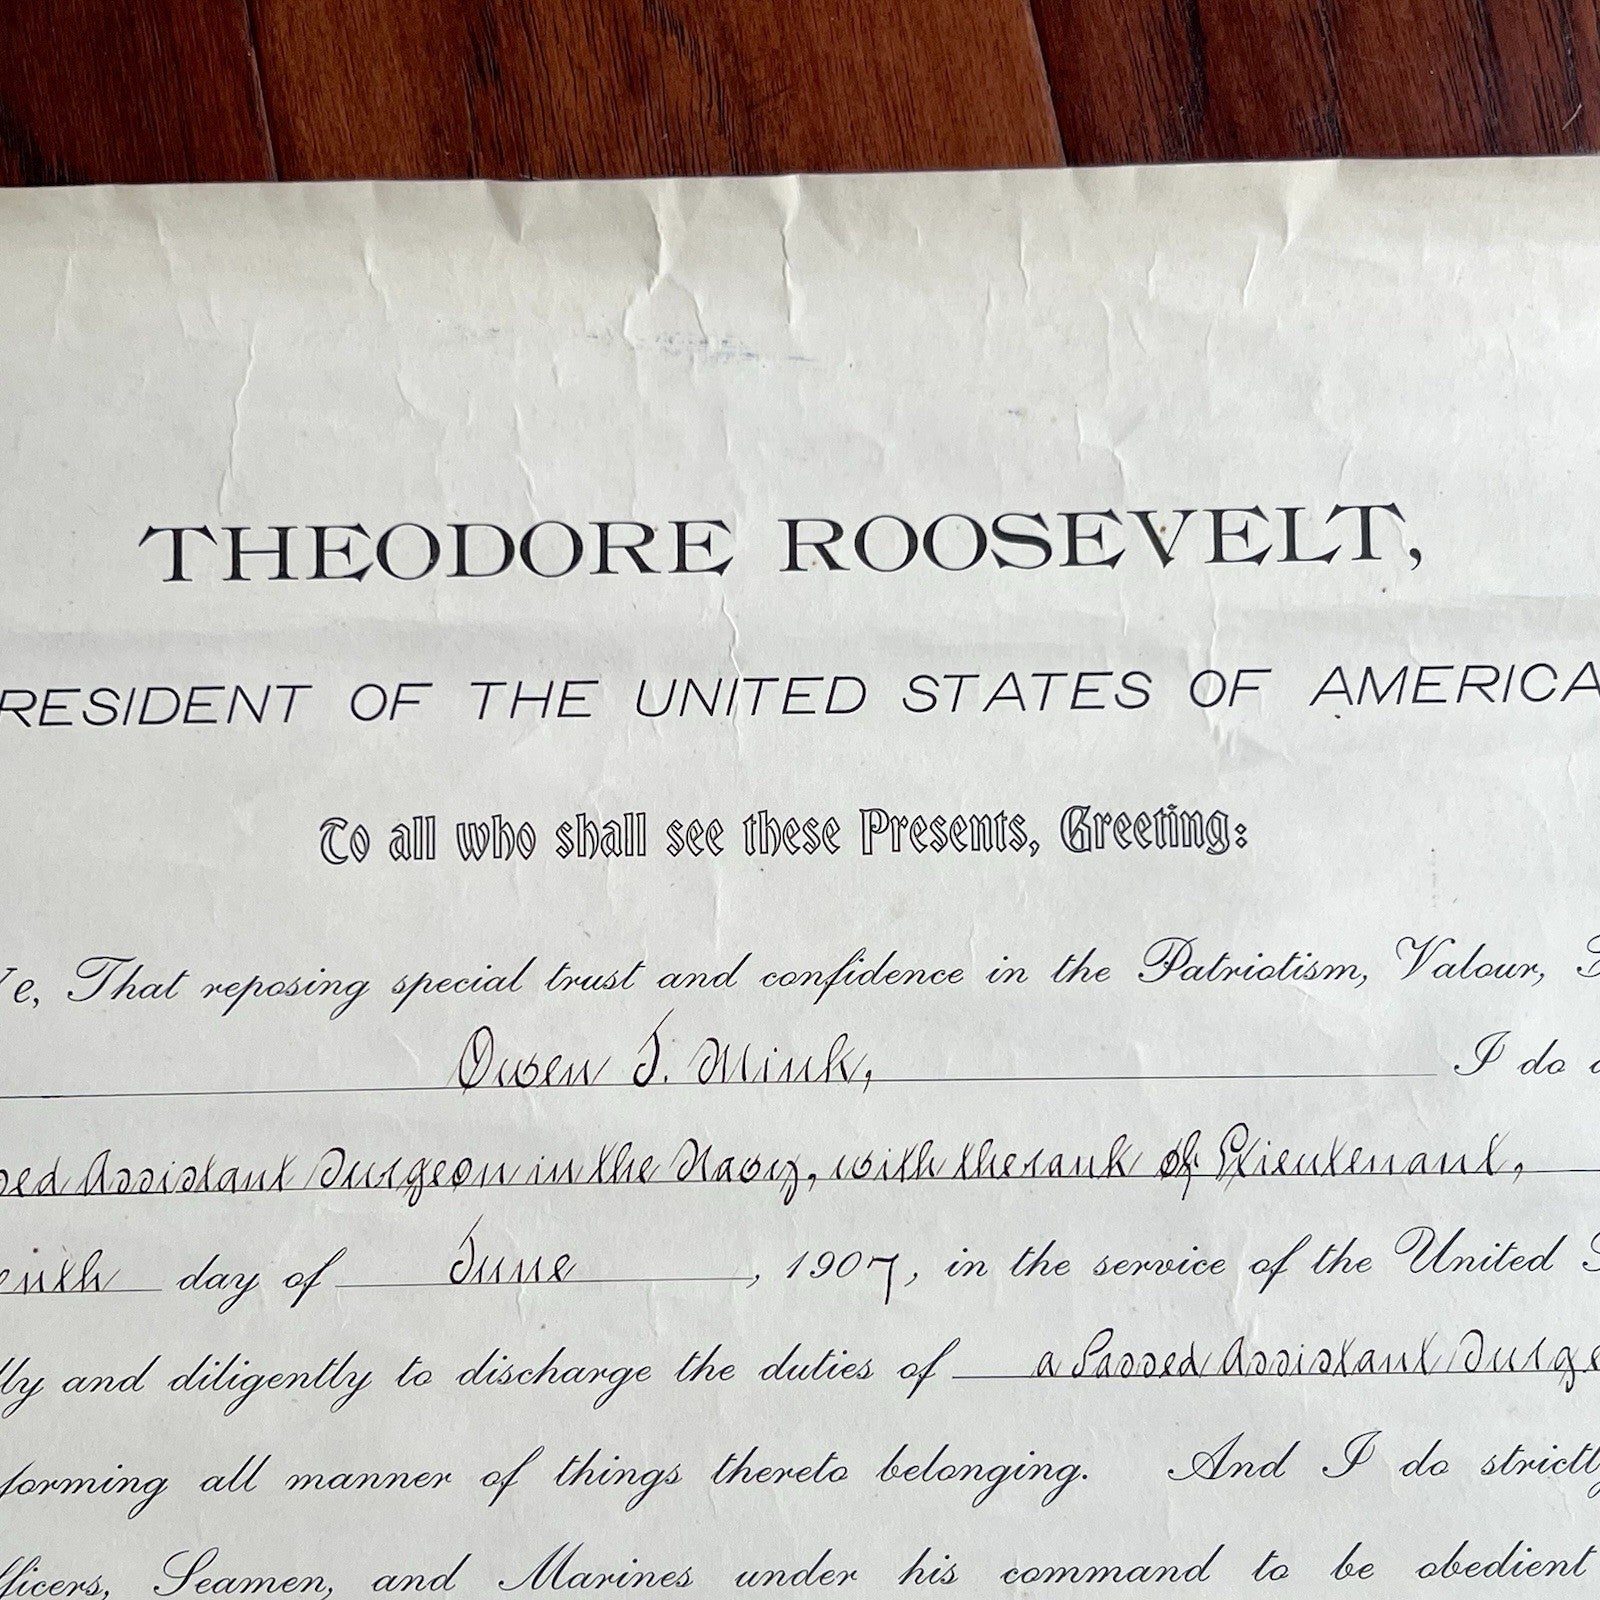 THEODORE ROOSEVELT,
RESIDENT OF THE UNITED STATES OF AMERICA
To all who shall see these Presents, Greeting:
Ye, That reposing special trust and confidence in the Patriotism, Valour,
Owen J. Mink, I do
sed Assistant Surgeon in the Navy, with the rank of Lieutenant,
enth day of June, 1907, in the service of the United
lly and diligently to discharge the duties of a Passed Assistant Surge
forming all manner of things thereto belonging. And I do strictly
fficers, Seamen, and Marines under his command to be obedient